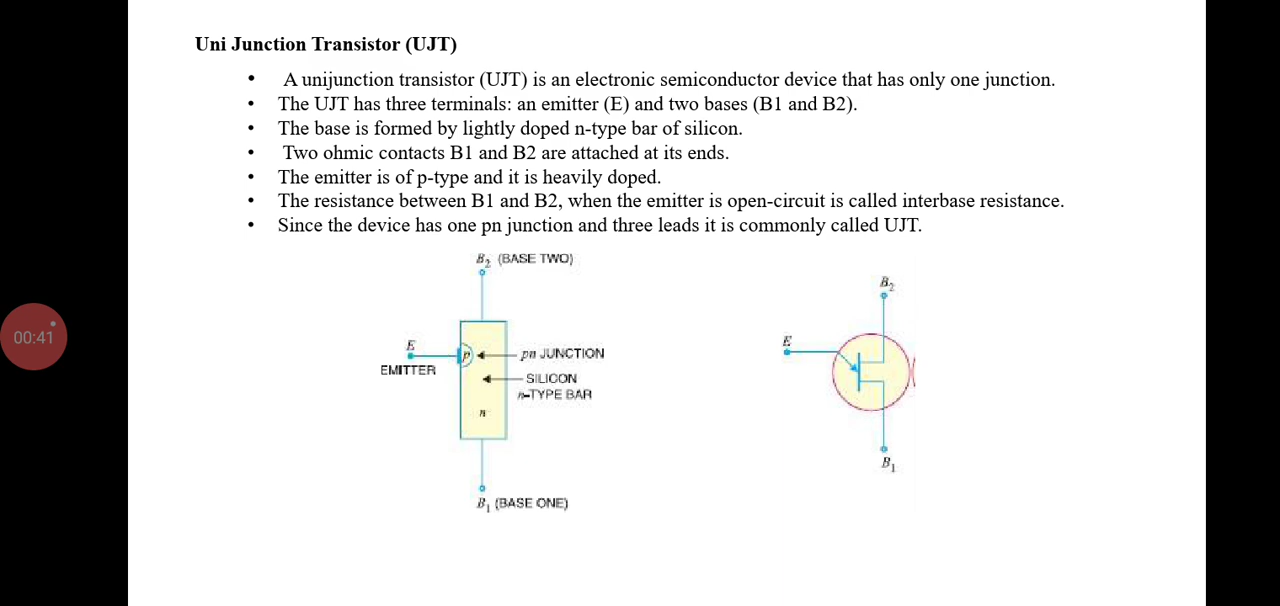 Uni Junction Transistor (UJT)
• A unijunction transistor (UJT) is an electronic semiconductor device that has only one junction.
• The UJT has three terminals: an emitter (E) and two bases (B1 and B2).
• The base is formed by lightly doped n-type bar of silicon.
• Two ohmic contacts B1 and B2 are attached at its ends.
• The emitter is of p-type and it is heavily doped.
• The resistance between B1 and B2, when the emitter is open-circuit is called interbase resistance.
• Since the device has one pn junction and three leads it is commonly called UJT.
B₂ (BASE TWO)
E
EMITTER
p
pn JUNCTION
SILICON
n-TYPE BAR
n
B₁ (BASE ONE)
B₂
E
B₁
00:41